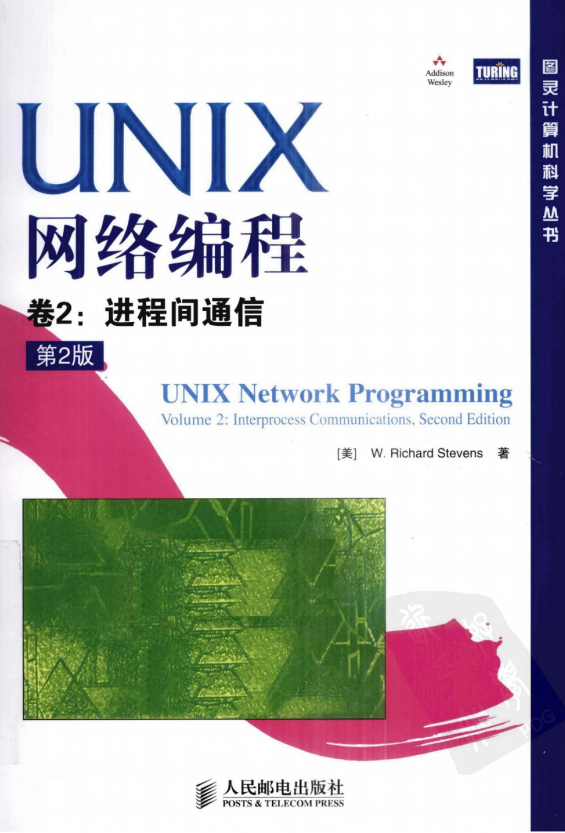 Addison
Wesley
TURING
图灵计算机科学丛书
UNIX
网络编程
卷2：进程间通信
第2版
UNIX Network Programming
Volume 2: Interprocess Communications, Second Edition
[美] W. Richard Stevens 著
人民邮电出版社
POSTS & TELECOM PRESS
PDG